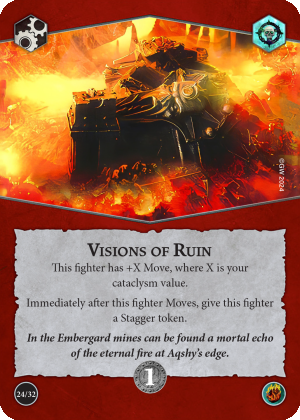 ©GW 2024
VISIONS OF RUIN
This fighter has +X Move, where X is your
cataclysm value.
Immediately after this fighter Moves, give this fighter
a Stagger token.
In the Embergard mines can be found a mortal echo
of the eternal fire at Aqshy's edge.
1
24/32